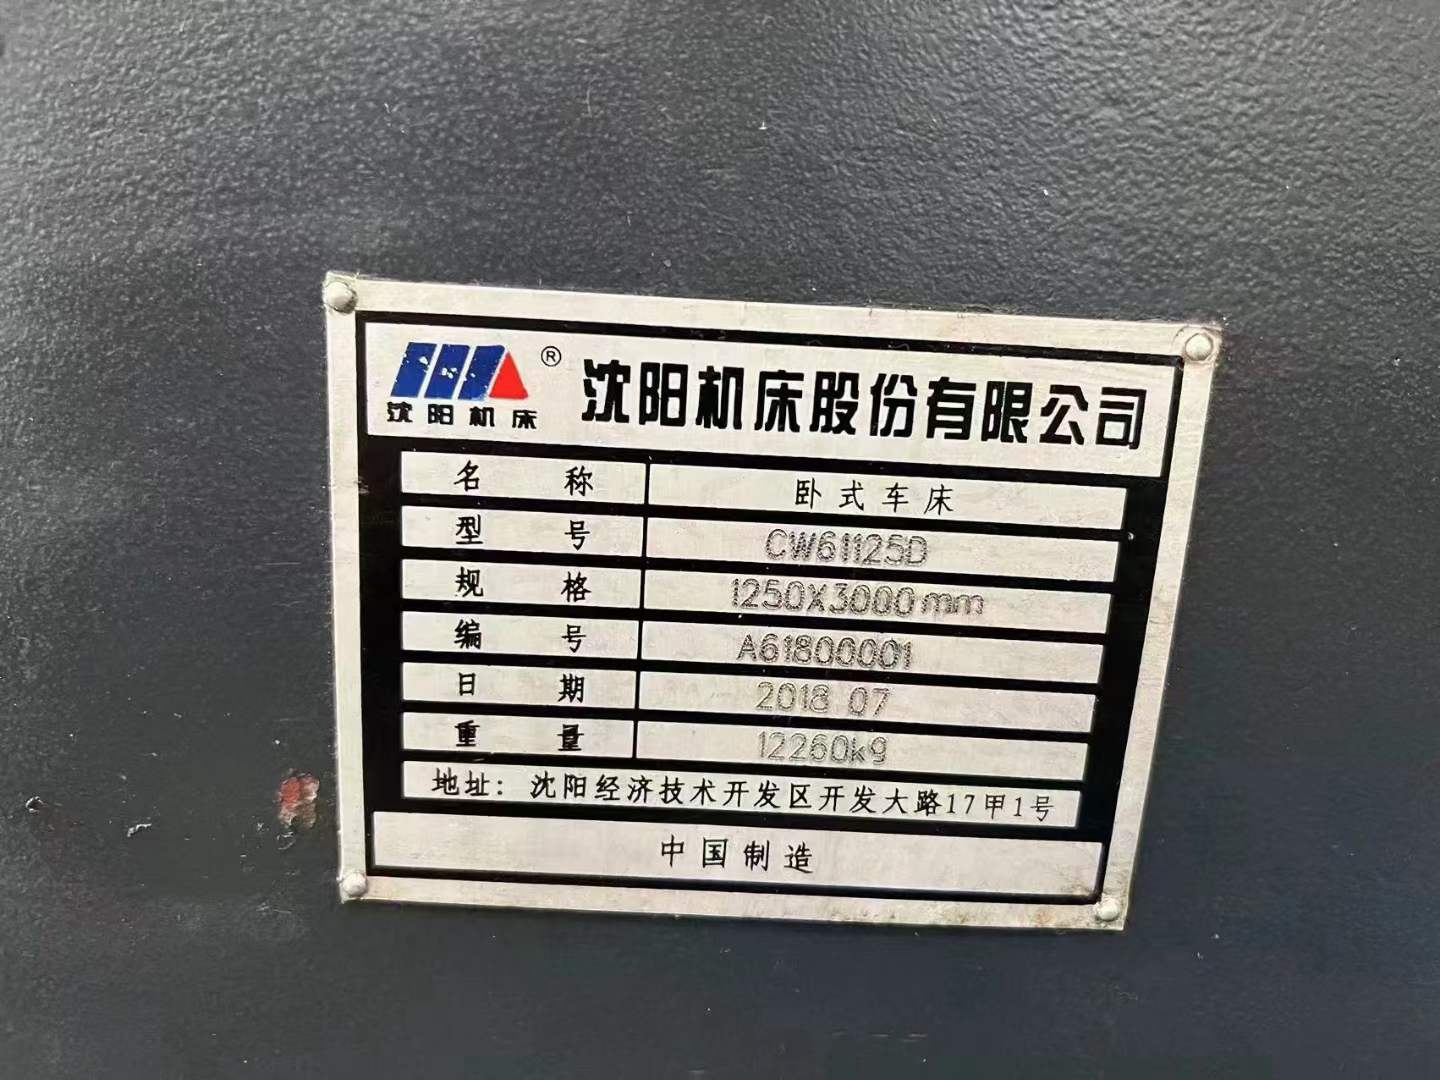 ® 沈阳机床股份有限公司
沈阳机床
名 称 卧式车床
型 号 CW61125D
规 格 1250X3000mm
编 号 A61800001
日 期 2018 07
重 量 12260kg
地址：沈阳经济技术开发区开发大路17甲1号
中国制造